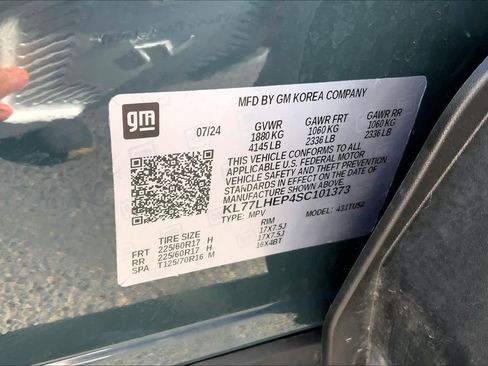 MFD BY GM KOREA COMPANY
gm
07/24
GVWR GAWR FRT GAWR RR
1880 KG 1060 KG 1060 KG
4145 LB 2336 LB 2336 LB
THIS VEHICLE CONFORMS TO ALL
APPLICABLE U.S. FEDERAL MOTOR
VEHICLE SAFETY AND THEFT PREVENTION
STANDARDS IN EFFECT ON THE DATE OF
MANUFACTURE SHOWN ABOVE.
KL77LHEP4SC101373
TYPE: MPV MODEL:
TIRE SIZE RIM
FRT 225/60R17 H 17X7.5J
RR 225/60R17 H 17X7.5J
SPA T125/70R16 M 16X4BT